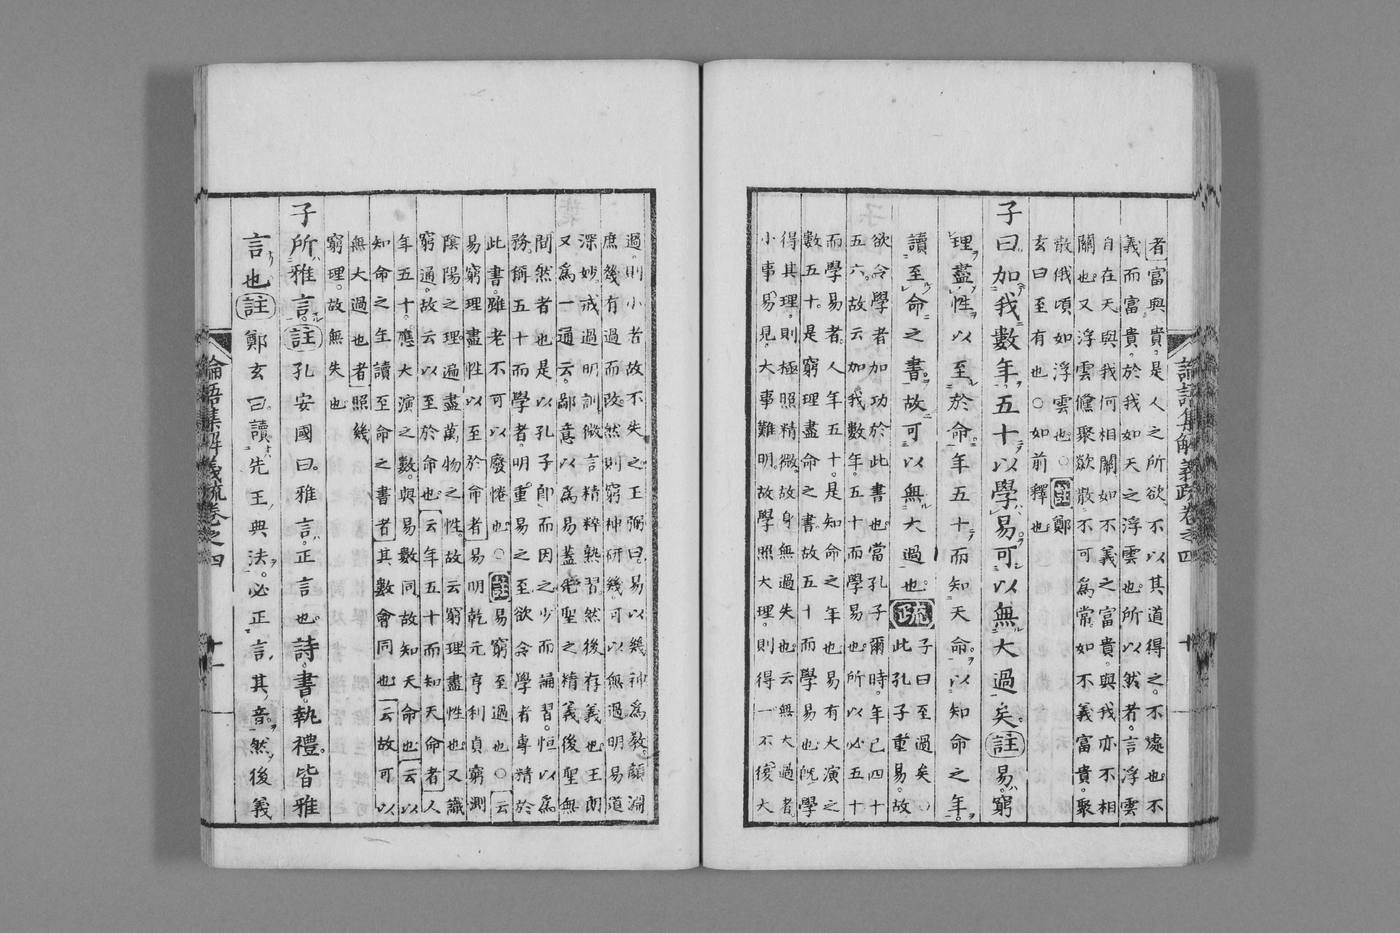 者富與貴是人之所欲不以其道得之不處也不
義而富貴於我如天之浮雲也所以然者言浮雲
自在天與我何相關如不義之富貴與我亦不相
關也又浮雲儵聚欻散不可為常如不義富貴聚
散俄頃如浮雲也○註鄭
玄曰至有也○如前釋也
子曰加我數年五十以學易可以無大過矣註易窮
理盡性以至於命年五十而知天命以知命之年
讀至命之書故可以無大過也疏子曰至過矣○
此孔子重易故
欲令學者加功於此書也當孔子爾時年已四十
五六故云加我數年五十而學易也所以必五十
而學易者人年五十是知命之年也易有大演之
數五十是窮理盡命之書故五十而學易也既學
得其理則極照精微故身無過失也云無大過者
小事易見大事難明故學照大理則得一不復大
過則小者故不失之王弼曰易以幾神為教顏淵
庶幾有過而改然則窮神研幾可以無過明易道
深妙戒過明訓微言精粹熟習然後存義也王朗
又為一通云鄙意以為易蓋先聖之精義後聖無
間然者也是以孔子即而因之少而誦習恒以為
務稱五十而學者明重易之至欲令學者專精於
此書雖老不可以廢倦也○註易窮至過也○云
易窮理盡性以至於命者易明乾元亨利貞窮測
陰陽之理遍盡萬物之性故云窮理盡性也又識
窮通故云以至於命也云年五十而知天命者人
年五十應大演之數與易數同故知天命也云以
知命之年讀至命之書者其數會同也云故可以
無大過也者照幾
窮理故無失也
子所雅言註孔安國曰雅言正言也詩書執禮皆雅
言也註鄭玄曰讀先王典法必正言其音然後義
論語集解義疏卷之四
十
論語集解義疏卷之四
十一